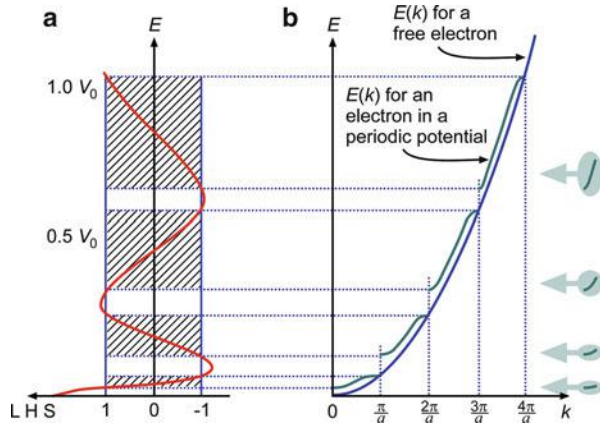 a
E
1.0 V₀
0.5 V₀
L H S
1
0
-1
b
E
E(k) for a
free electron
E(k) for an
electron in a
periodic potential
0
π/a
2π/a
3π/a
4π/a
k